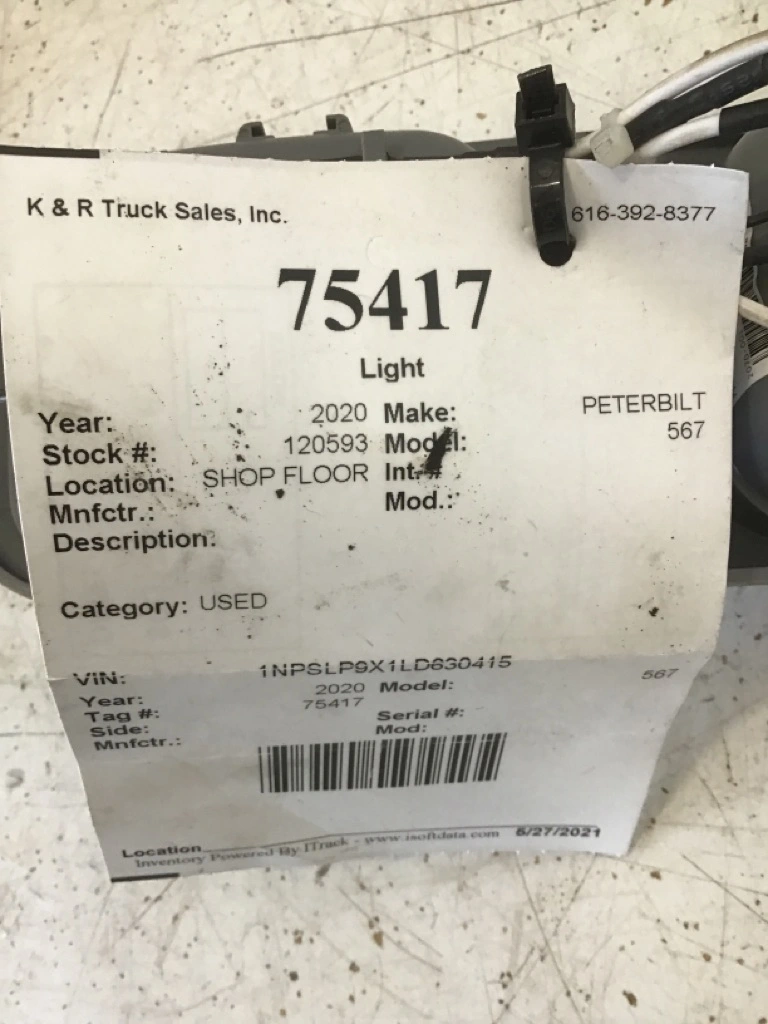 K & R Truck Sales, Inc. 616-392-8377
75417
Light
Year: 2020 Make: PETERBILT
Stock #: 120593 Model: 567
Location: SHOP FLOOR Int. #
Mnfctr.: Mod.:
Description:
Category: USED
VIN: 1NPSLP9X1LD630415
Year: 2020 Model: 567
Tag #: 75417
Side: Serial #:
Mnfctr.: Mod:
Location
Inventory Powered By ITrack - www.isoftdata.com 5/27/2021